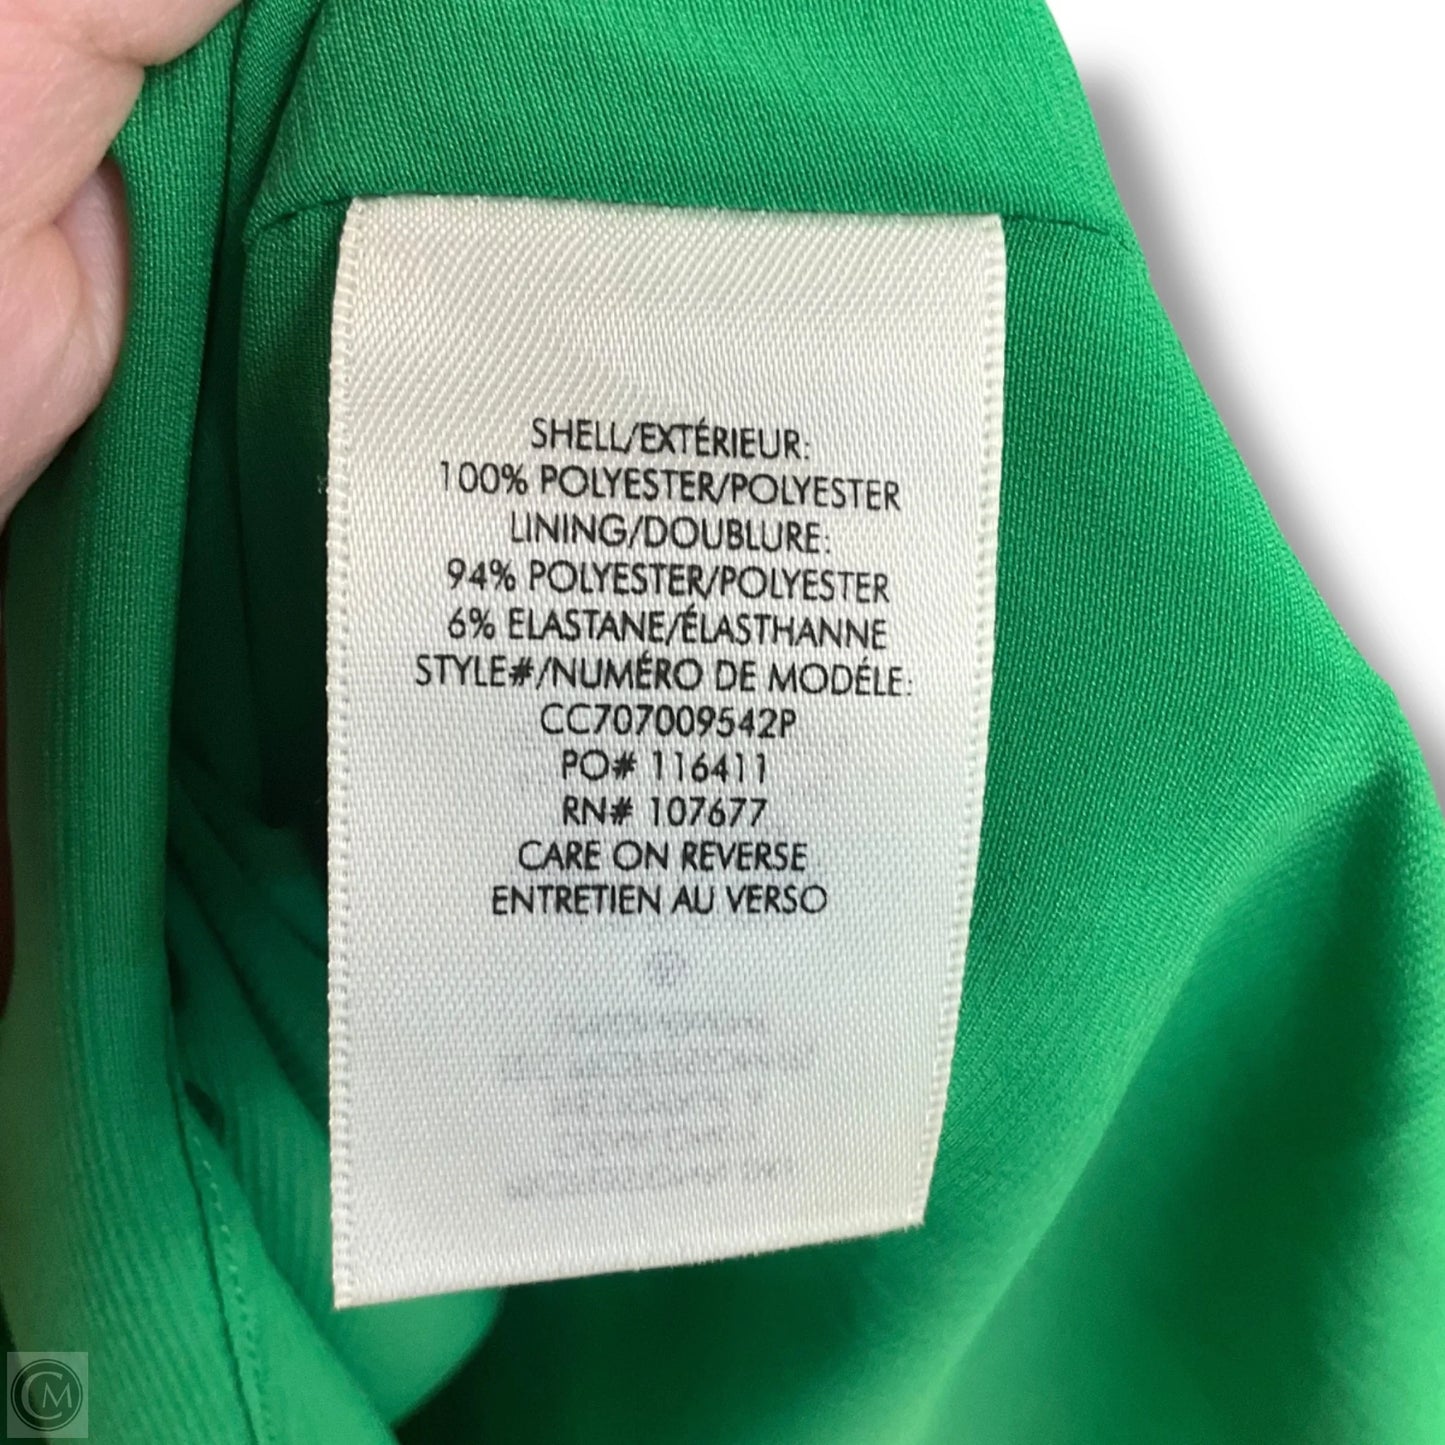 SHELL/EXTÉRIEUR:
100% POLYESTER/POLYESTER
LINING/DOUBLURE:
94% POLYESTER/POLYESTER
6% ELASTANE/ÉLASTHANNE
STYLE#/NUMÉRO DE MODÉLE:
CC707009542P
PO# 116411
RN# 107677
CARE ON REVERSE
ENTRETIEN AU VERSO
CM